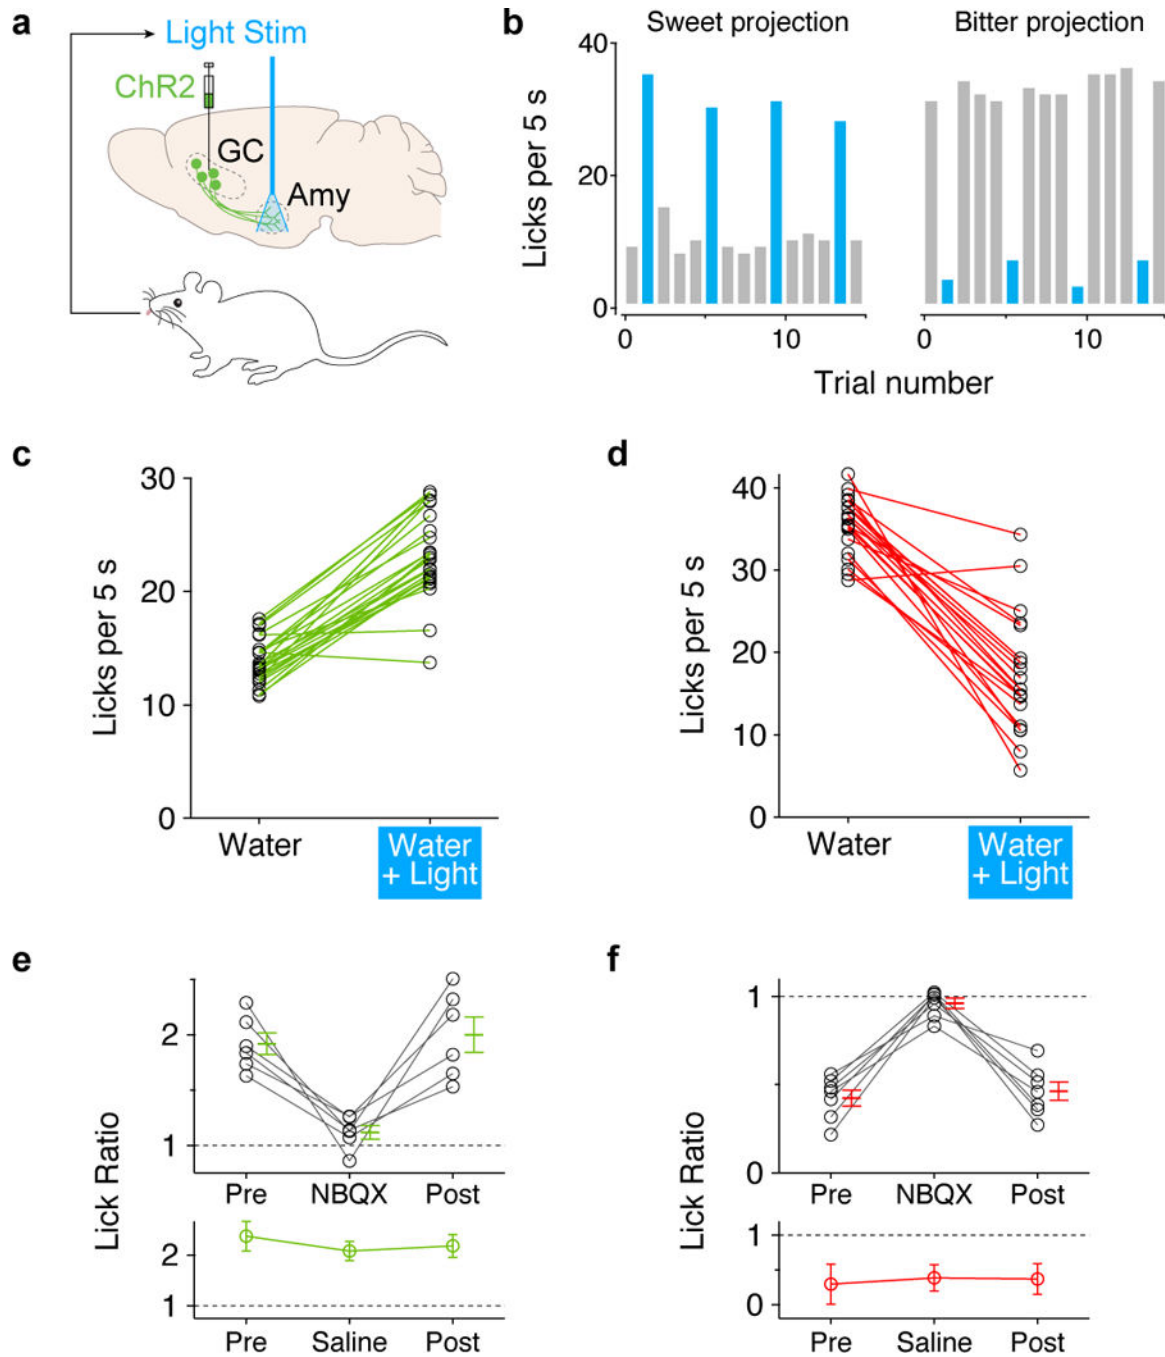 a
Light Stim
ChR2
GC
Amy
b
Sweet projection
Bitter projection
Licks per 5 s
40
20
0
0
10
0
10
Trial number
c
Licks per 5 s
30
20
10
0
Water
Water
+ Light
d
Licks per 5 s
40
30
20
10
0
Water
Water
+ Light
e
Lick Ratio
2
1
Pre
NBQX
Post
2
1
Pre
Saline
Post
f
Lick Ratio
1
0
Pre
NBQX
Post
1
0
Pre
Saline
Post